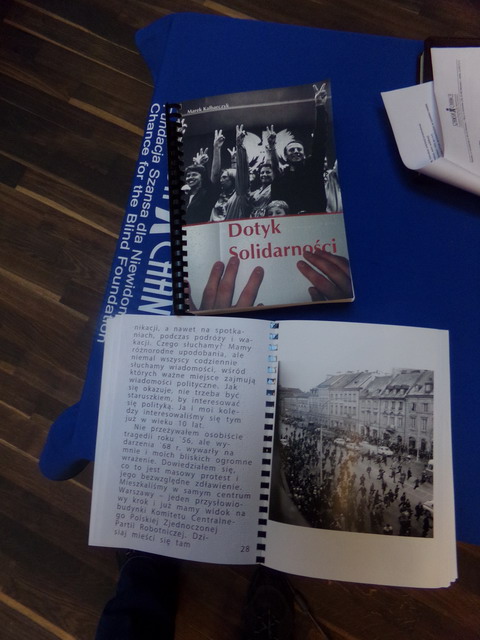 Marek Kalbarczyk
Dotyk
Solidarności
Fundacja Szansa dla Niewidom
Chance for the Blind Foundation
CHAN
nikacji, a nawet na spotka-
niach, podczas podróży i wa-
kacji. Czego słuchamy? Mamy
różnorodne upodobania, ale
niemal wszyscy codziennie
słuchamy wiadomości, wśród
których ważne miejsce zajmują
wiadomości polityczne. Jak
się okazuje, nie trzeba być
staruszkiem, by interesować
się polityką. Ja i moi kole-
dzy interesowaliśmy się tym
już w wieku 10 lat.
Nie przeżywałem osobiście
tragedii roku '56, ale wy-
darzenia '68 r. wywarły na
mnie i moich bliskich ogromne
wrażenie. Dowiedziałem się,
co to jest masowy protest i
jego bezwzględne zdławienie.
Mieszkaliśmy w samym centrum
Warszawy - jeden przysłowio-
wy krok i już mamy widok na
budynki Komitetu Centralne-
go Polskiej Zjednoczonej
Partii Robotniczej. Dzi-
siaj mieści się tam
28